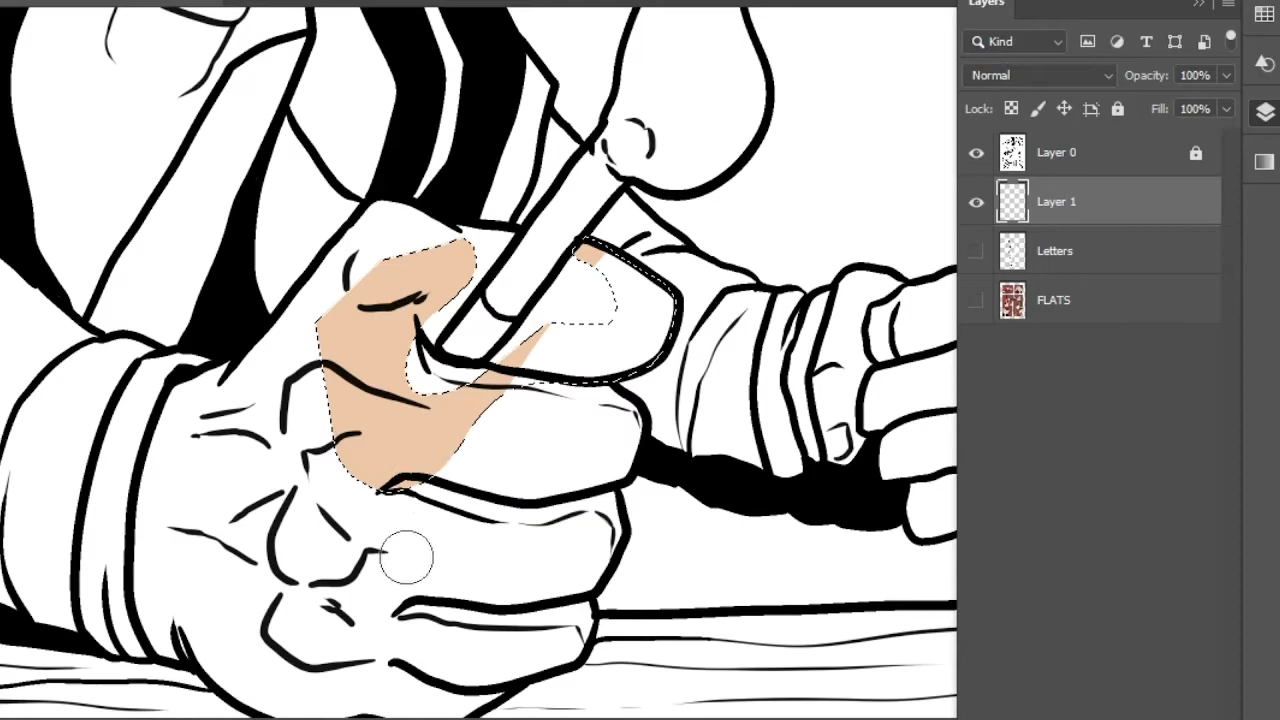 Layers
Kind
Normal
Opacity: 100%
Lock:
Fill: 100%
Layer 0
Layer 1
Letters
FLATS